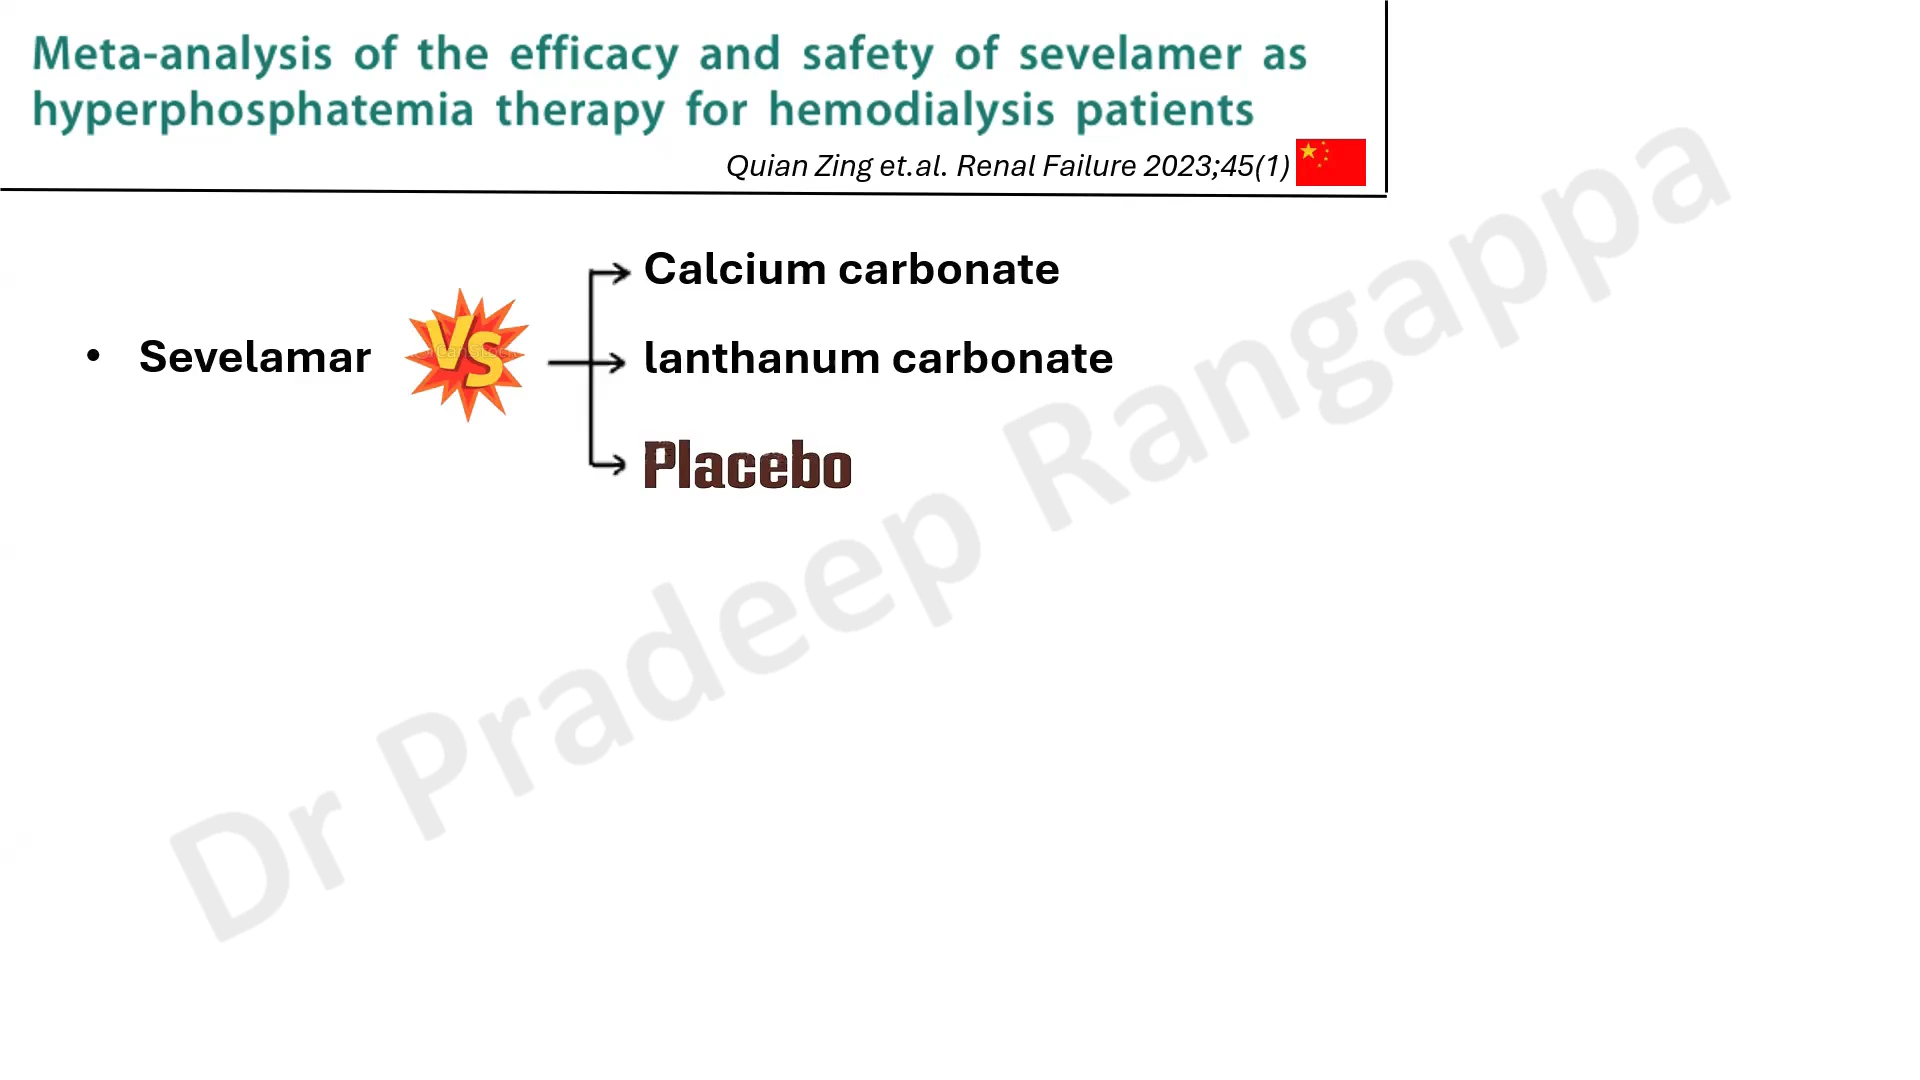 Meta-analysis of the efficacy and safety of sevelamer as
hyperphosphatemia therapy for hemodialysis patients
Quian Zing et.al. Renal Failure 2023;45(1)
Calcium carbonate
• Sevelamar
VS
lanthanum carbonate
Placebo
Dr Pradeep Rangappa